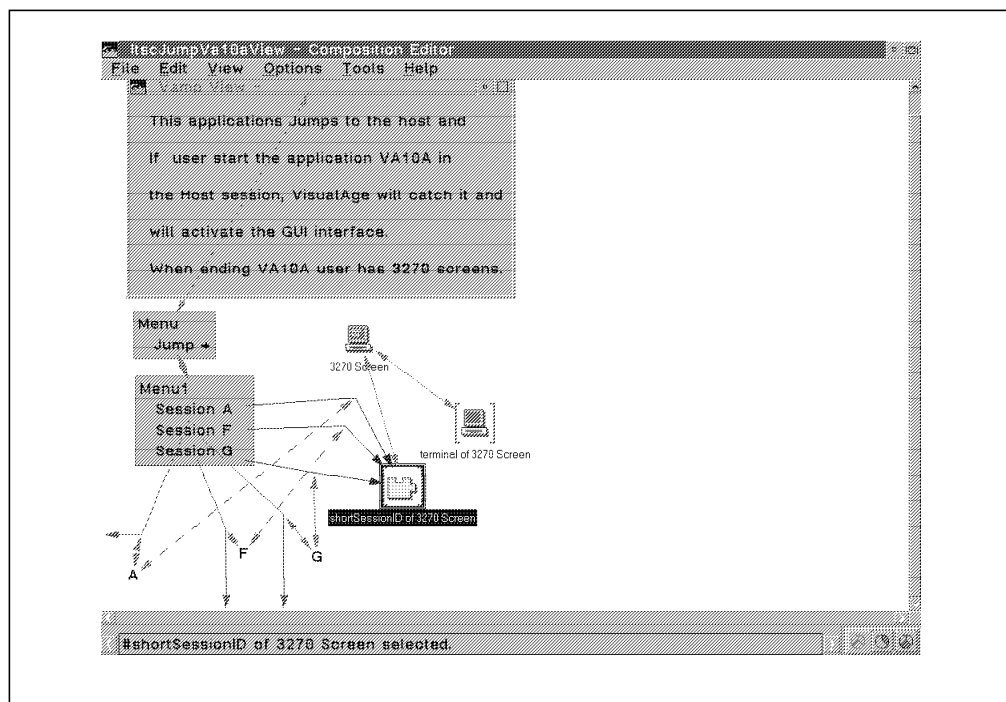 ItscJumpVa10aView - Composition Editor
File Edit View Options Tools Help
Vamp View -
This applications Jumps to the host and
If user start the application VA10A in
the Host session, VisualAge will catch it and
will activate the GUI interface.
When ending VA10A user has 3270 screens.
Menu
Jump
3270 Screen
Menu1
Session A
Session F
Session G
terminal of 3270 Screen
shortSessionID of 3270 Screen
F
G
A
#shortSessionID of 3270 Screen selected.